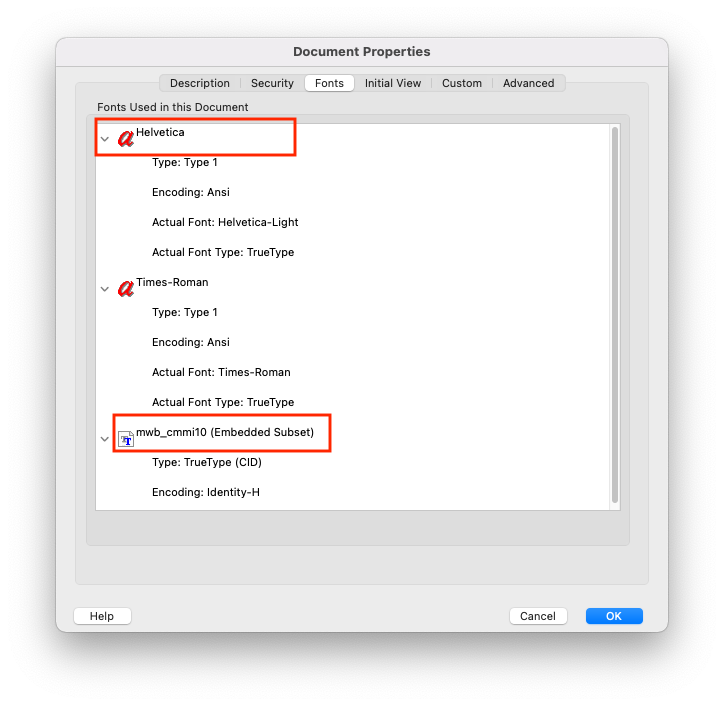 Document Properties
Description Security Fonts Initial View Custom Advanced
Fonts Used in this Document
Helvetica
Type: Type 1
Encoding: Ansi
Actual Font: Helvetica-Light
Actual Font Type: TrueType
Times-Roman
Type: Type 1
Encoding: Ansi
Actual Font: Times-Roman
Actual Font Type: TrueType
mwb_cmmi10 (Embedded Subset)
Type: TrueType (CID)
Encoding: Identity-H
Help Cancel OK